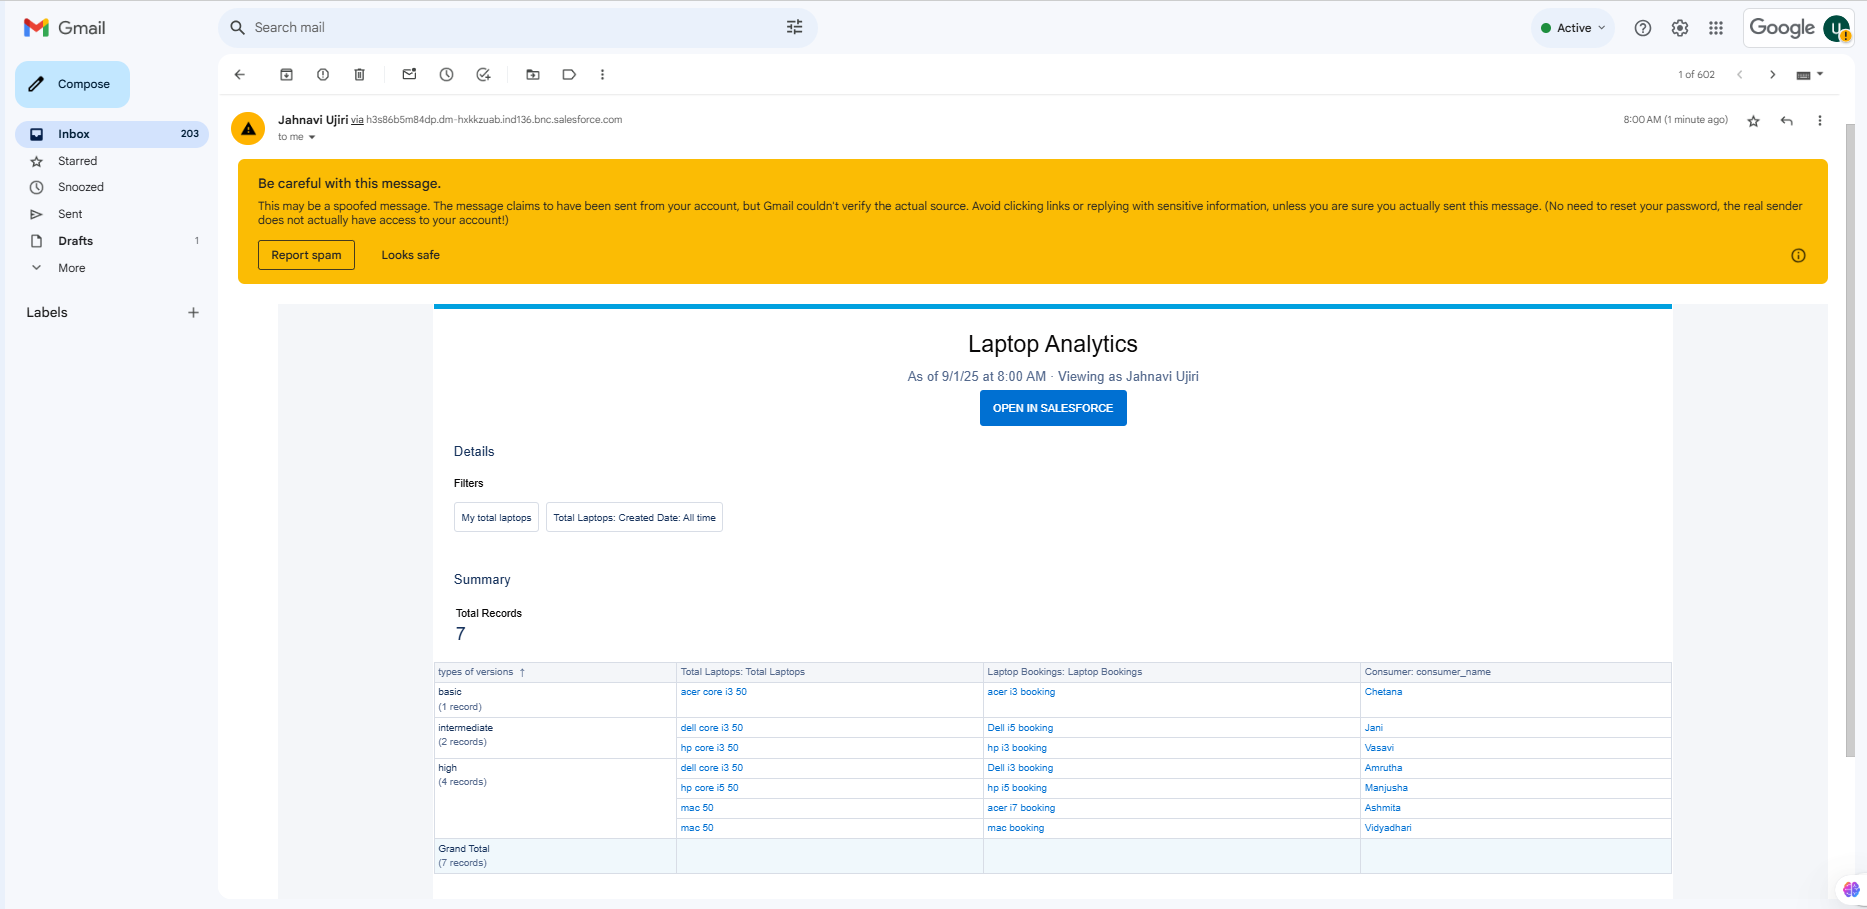 Gmail
Search mail
Active
Google
U
Compose
1 of 602
Inbox 203
Starred
Snoozed
Sent
Drafts 1
More
Labels
Jahnavi Ujiri via h3s86b5m84dp.dm-hxkkzuab.ind136.bnc.salesforce.com
8:00 AM (1 minute ago)
to me
Be careful with this message.
This may be a spoofed message. The message claims to have been sent from your account, but Gmail couldn't verify the actual source. Avoid clicking links or replying with sensitive information, unless you are sure you actually sent this message. (No need to reset your password, the real sender
does not actually have access to your account!)
Report spam Looks safe
Laptop Analytics
As of 9/1/25 at 8:00 AM · Viewing as Jahnavi Ujiri
OPEN IN SALESFORCE
Details
Filters
My total laptops Total Laptops: Created Date: All time
Summary
Total Records
7
types of versions ↑ Total Laptops: Total Laptops Laptop Bookings: Laptop Bookings Consumer: consumer_name
basic acer core i3 50 acer i3 booking Chetana
(1 record)
intermediate dell core i3 50 Dell i5 booking Jani
(2 records) hp core i3 50 hp i3 booking Vasavi
high dell core i3 50 Dell i3 booking Amrutha
(4 records) hp core i5 50 hp i5 booking Manjusha
mac 50 acer i7 booking Ashmita
mac 50 mac booking Vidyadhari
Grand Total
(7 records)